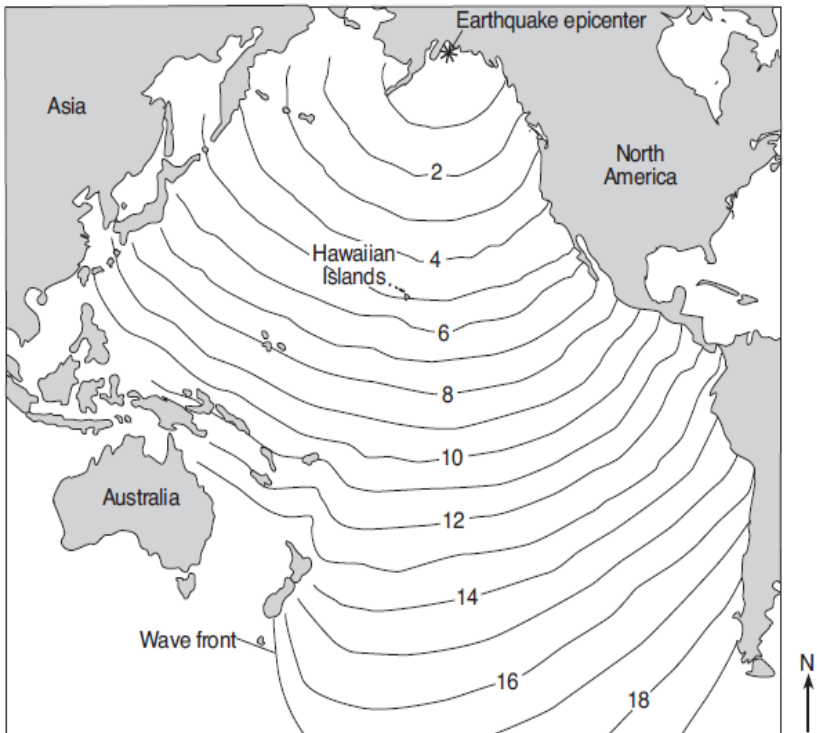 Earthquake epicenter
Asia
North
America
2
Hawaiian
Islands
4
6
8
10
Australia
12
14
Wave front
16
18
N